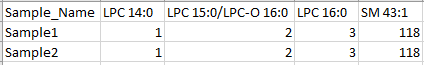 Sample_Name LPC 14:0 LPC 15:0/LPC-O 16:0 LPC 16:0 SM 43:1
Sample1 1 2 3 118
Sample2 1 2 3 118